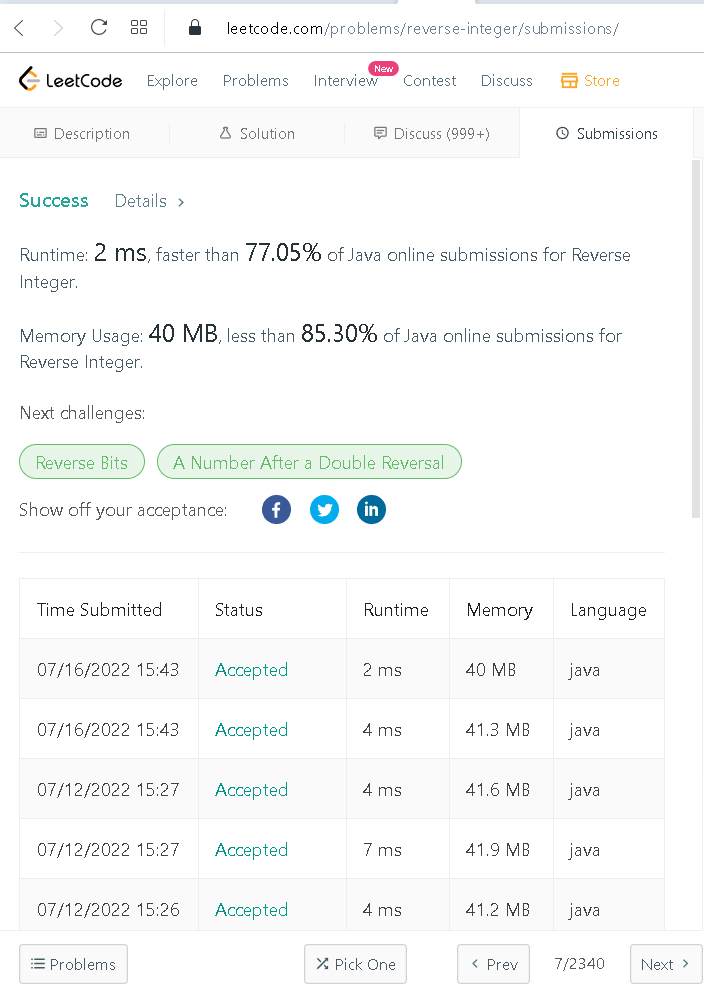 leetcode.com/problems/reverse-integer/submissions/
LeetCode Explore Problems Interview New Contest Discuss Store
Description Solution Discuss (999+) Submissions
Success Details >
Runtime: 2 ms, faster than 77.05% of Java online submissions for Reverse
Integer.
Memory Usage: 40 MB, less than 85.30% of Java online submissions for
Reverse Integer.
Next challenges:
Reverse Bits A Number After a Double Reversal
Show off your acceptance:
Time Submitted Status Runtime Memory Language
07/16/2022 15:43 Accepted 2 ms 40 MB java
07/16/2022 15:43 Accepted 4 ms 41.3 MB java
07/12/2022 15:27 Accepted 4 ms 41.6 MB java
07/12/2022 15:27 Accepted 7 ms 41.9 MB java
07/12/2022 15:26 Accepted 4 ms 41.2 MB java
Problems Pick One < Prev 7/2340 Next >